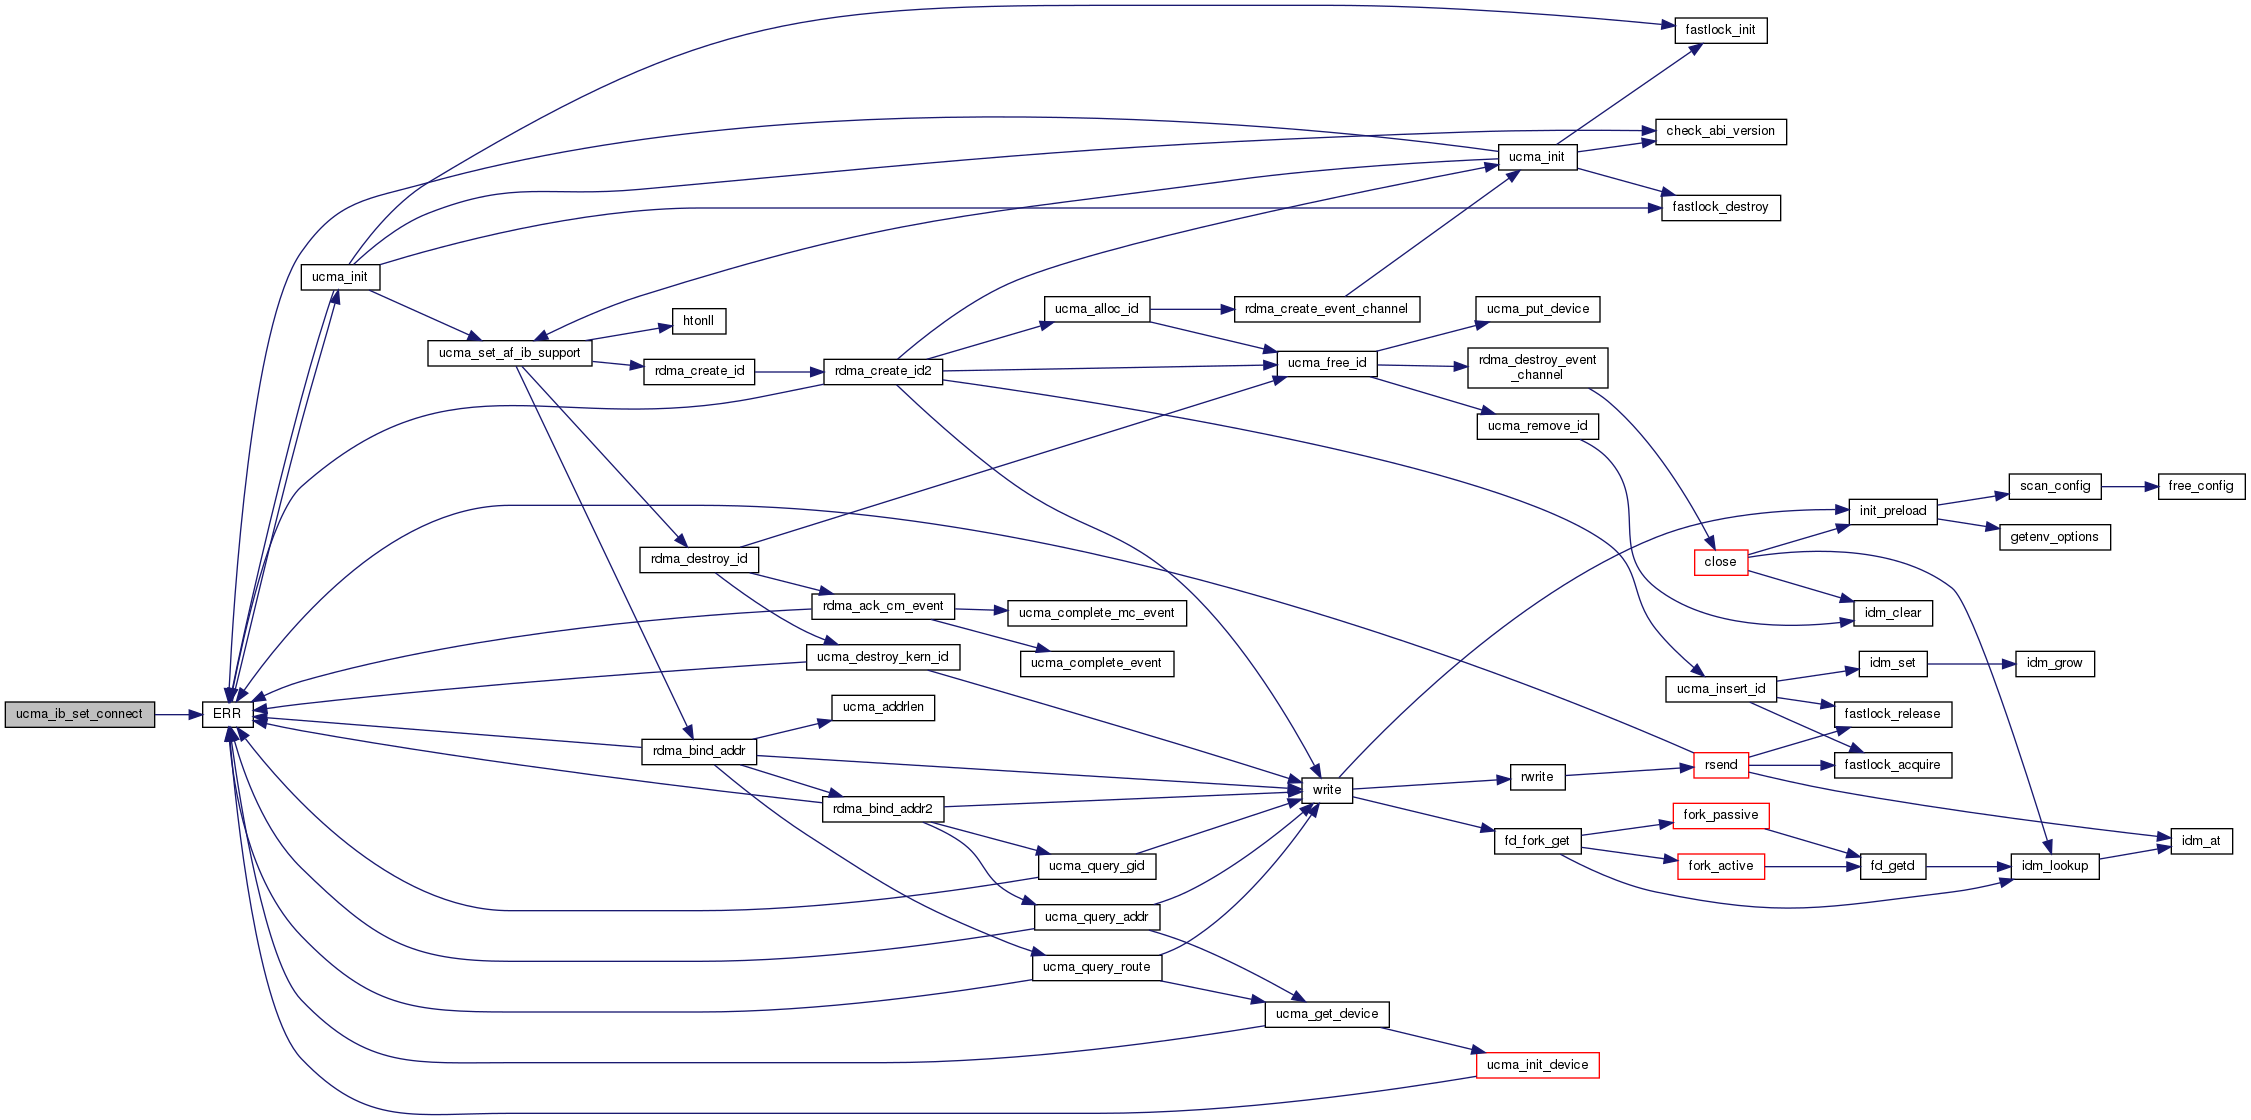 fastlock_init
check_abi_version
ucma_init
fastlock_destroy
ucma_init
ucma_alloc_id
rdma_create_event_channel
ucma_put_device
htonll
ucma_set_af_ib_support
rdma_create_id
rdma_create_id2
ucma_free_id
rdma_destroy_event
_channel
ucma_remove_id
scan_config
free_config
init_preload
getenv_options
close
rdma_destroy_id
rdma_ack_cm_event
ucma_complete_mc_event
idm_clear
ucma_destroy_kern_id
ucma_complete_event
idm_set
idm_grow
ucma_insert_id
ucma_ib_set_connect
ERR
ucma_addrlen
fastlock_release
rdma_bind_addr
rsend
fastlock_acquire
rwrite
write
rdma_bind_addr2
fork_passive
fd_fork_get
idm_at
ucma_query_gid
fork_active
fd_getd
idm_lookup
ucma_query_addr
ucma_query_route
ucma_get_device
ucma_init_device